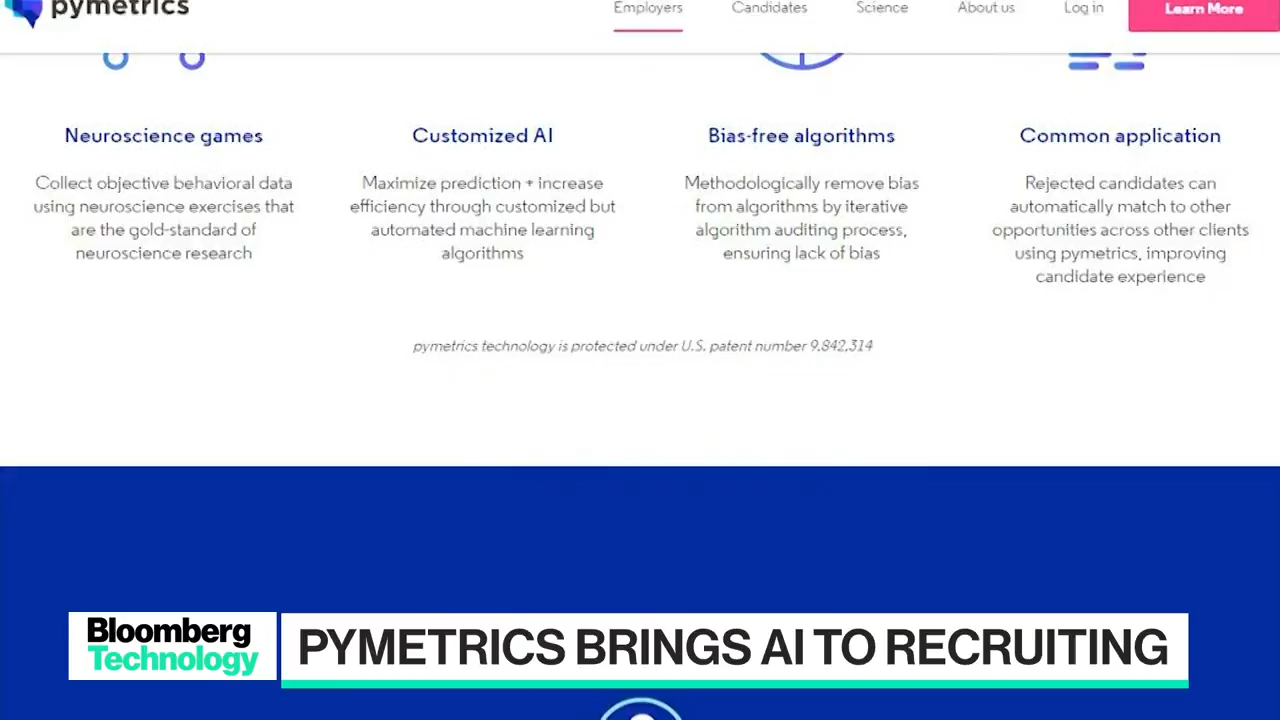 pymetrics
Employers
Candidates
Science
About us
Log in
Learn More
Neuroscience games
Collect objective behavioral data
using neuroscience exercises that
are the gold-standard of
neuroscience research
Customized AI
Maximize prediction + increase
efficiency through customized but
automated machine learning
algorithms
Bias-free algorithms
Methodologically remove bias
from algorithms by iterative
algorithm auditing process,
ensuring lack of bias
Common application
Rejected candidates can
automatically match to other
opportunities across other clients
using pymetrics, improving
candidate experience
pymetrics technology is protected under U.S. patent number 9,842,314
Bloomberg
Technology
PYMETRICS BRINGS AI TO RECRUITING